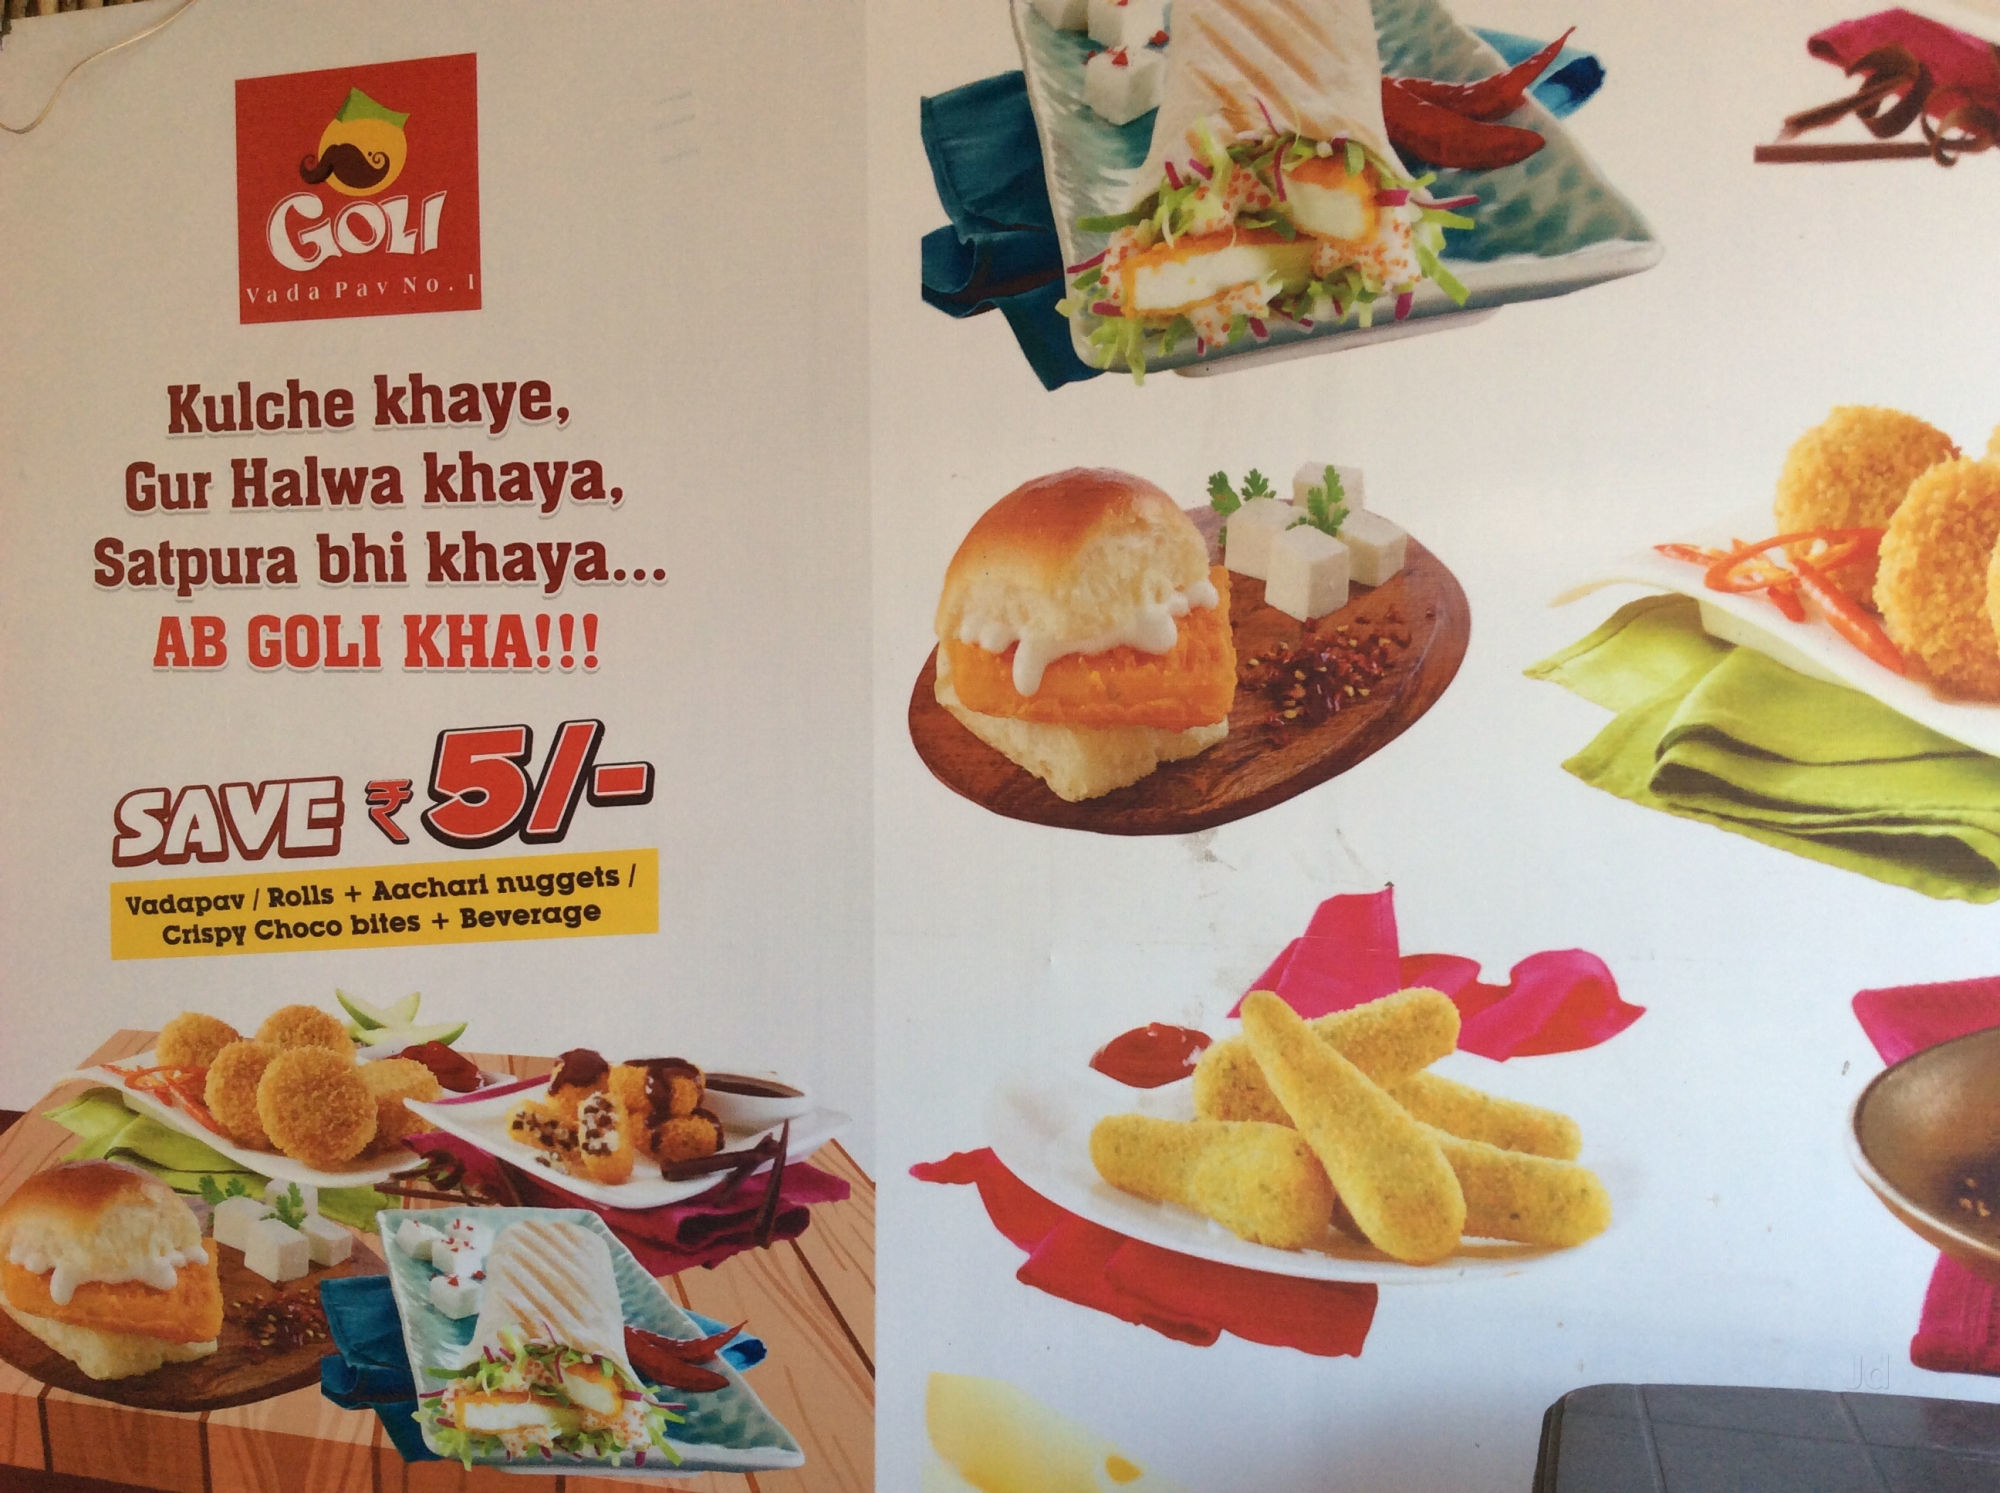 GOLI
Vada Pav No.1
Kulche khaye,
Gur Halwa khaya,
Satpura bhi khaya...
AB GOLI KHA!!!
SAVE ₹ 5/-
Vadapav / Rolls + Aachari nuggets /
Crispy Choco bites + Beverage
Jd